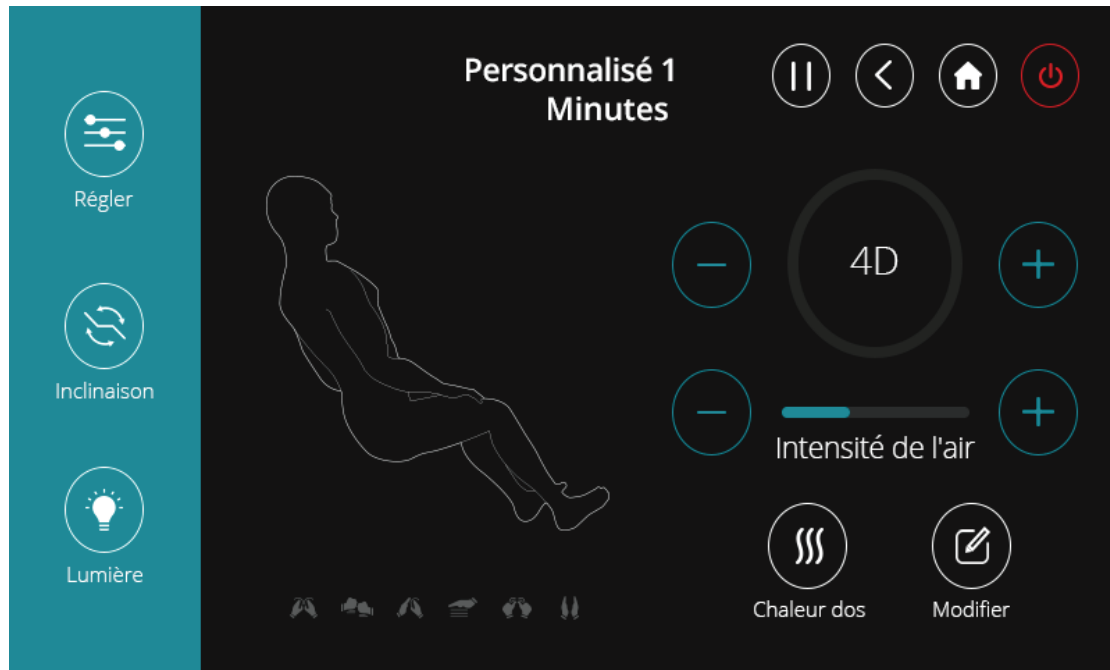 Personnalisé 1
Minutes
Régler
4D
Inclinaison
Intensité de l'air
Lumière
Chaleur dos
Modifier